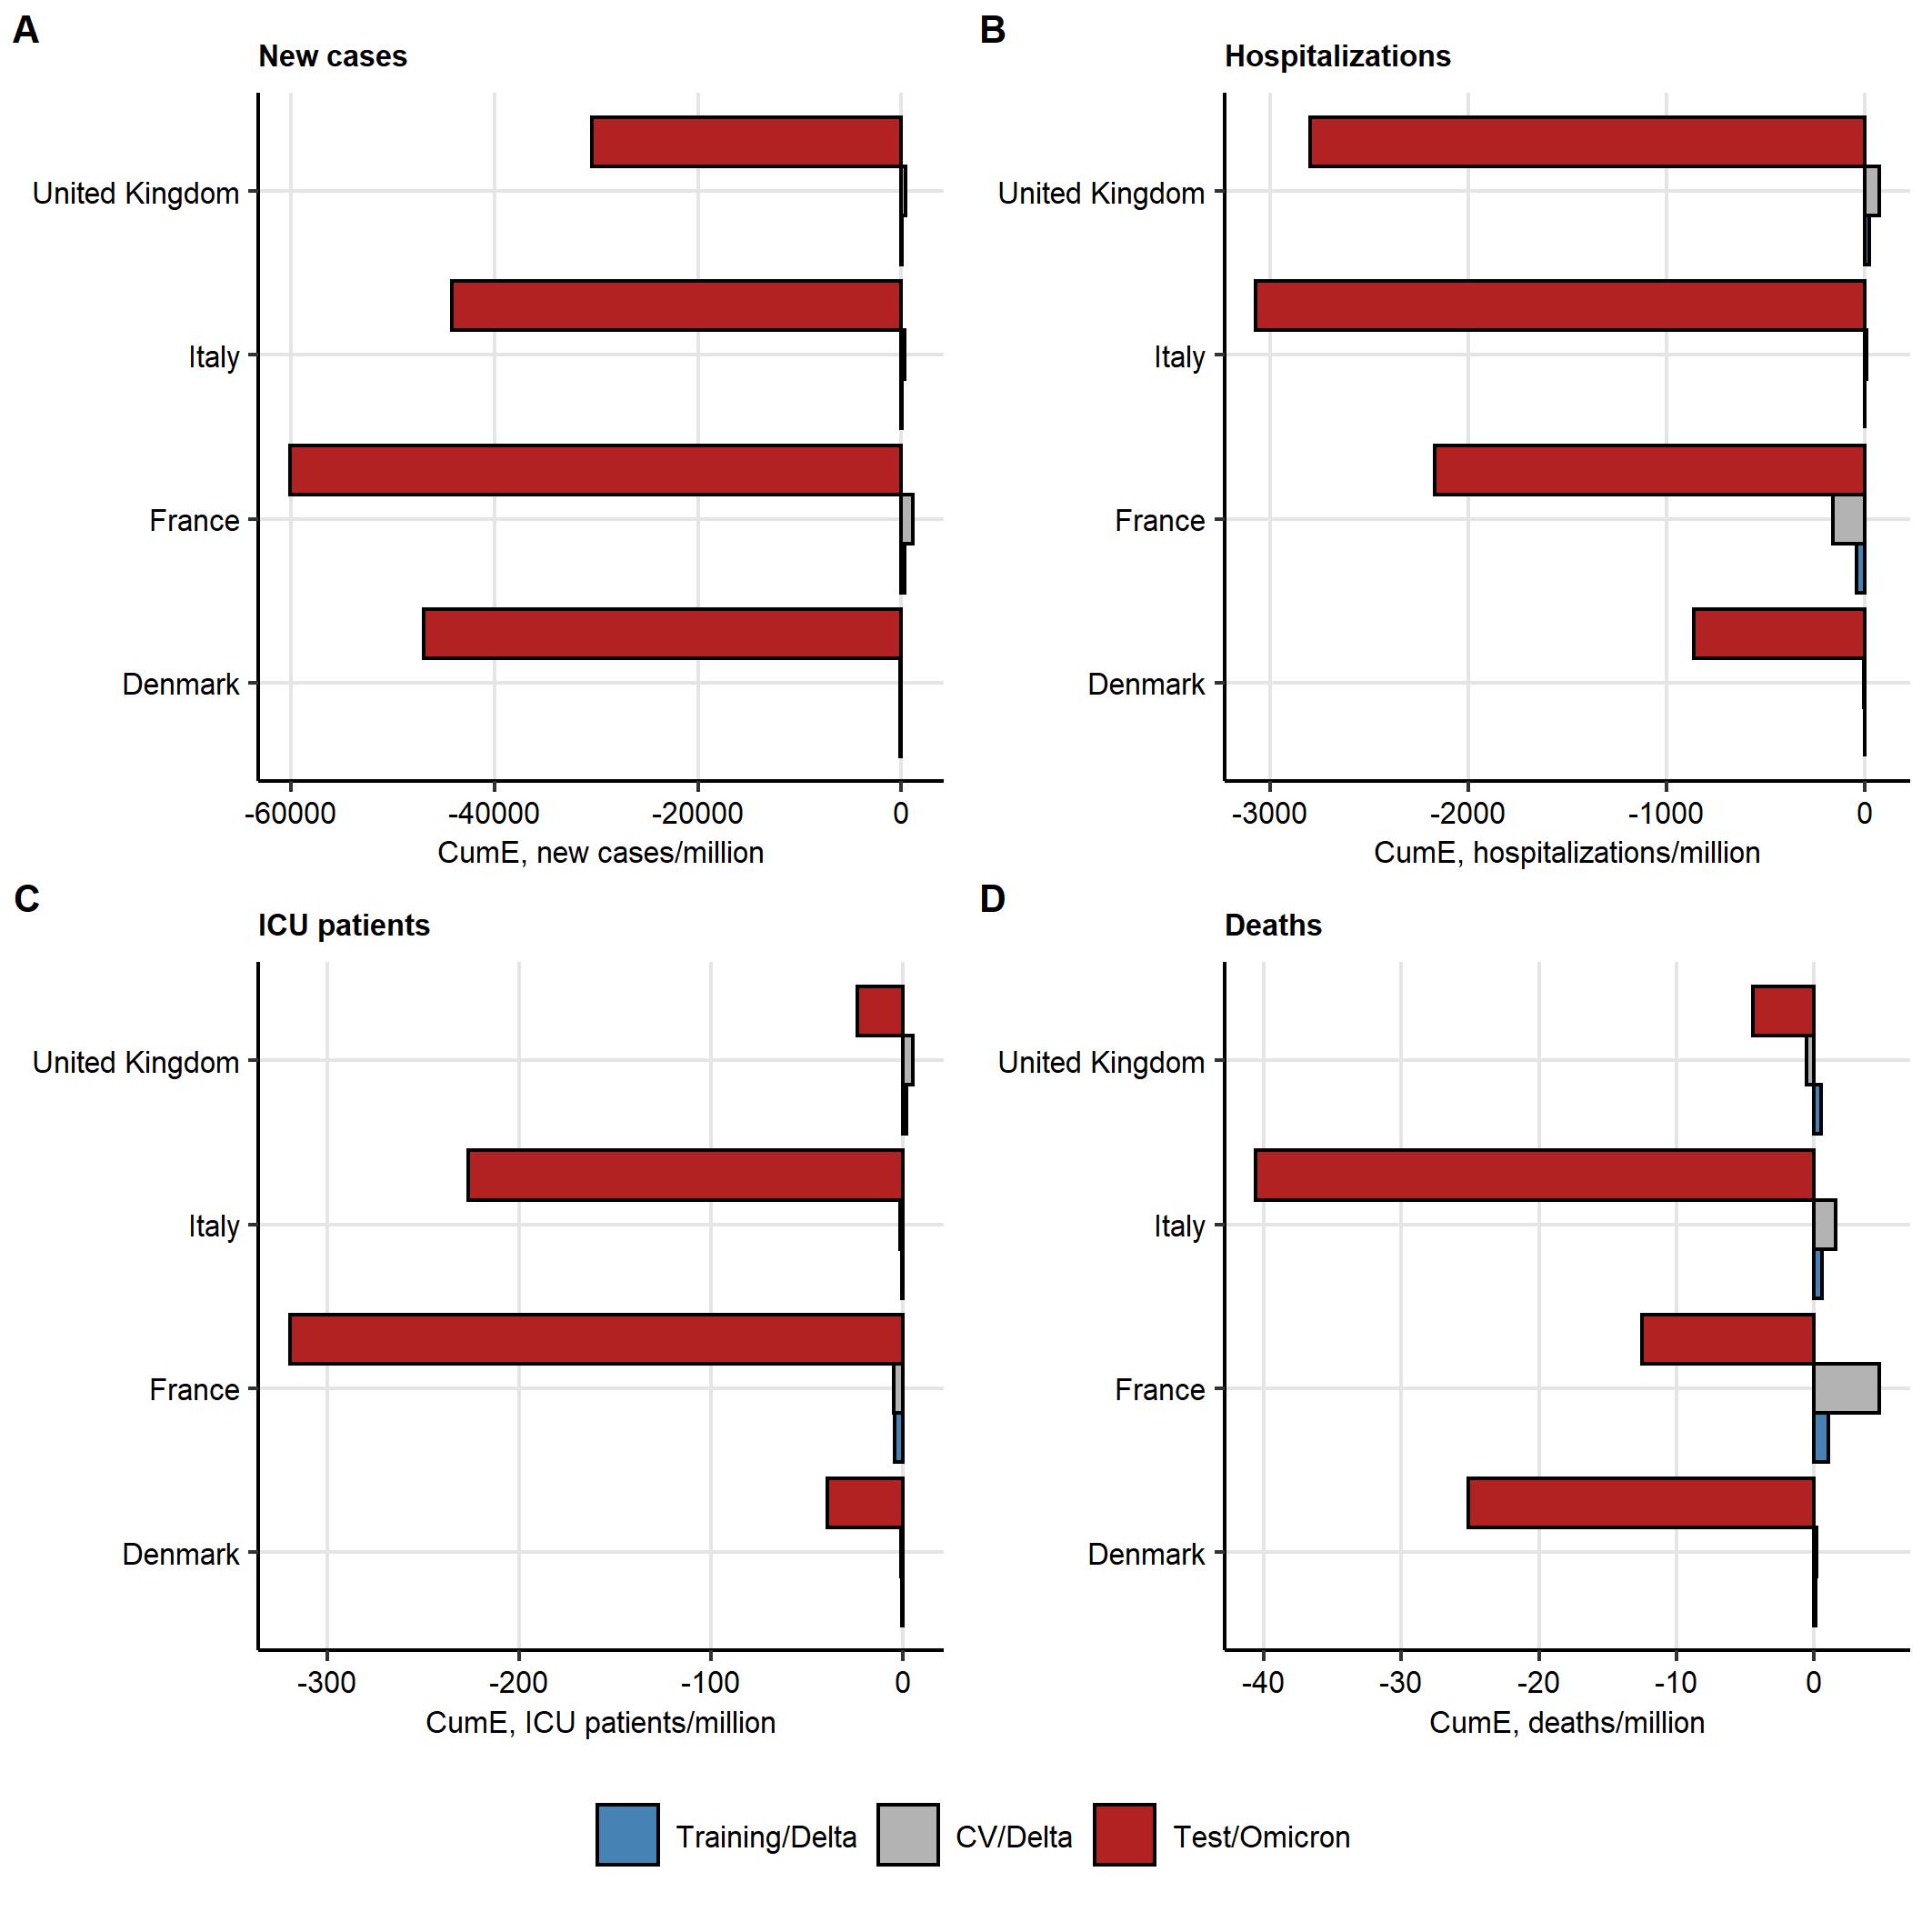 A
New cases
United Kingdom
Italy
France
Denmark
-60000 -40000 -20000 0
CumE, new cases/million
B
Hospitalizations
United Kingdom
Italy
France
Denmark
-3000 -2000 -1000 0
CumE, hospitalizations/million
C
ICU patients
United Kingdom
Italy
France
Denmark
-300 -200 -100 0
CumE, ICU patients/million
D
Deaths
United Kingdom
Italy
France
Denmark
-40 -30 -20 -10 0
CumE, deaths/million
Training/Delta CV/Delta Test/Omicron